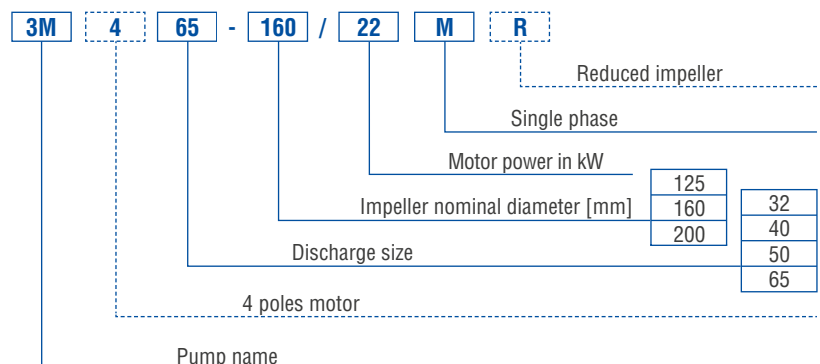 3M 4 65 - 160 / 22 M R
Reduced impeller
Single phase
Motor power in kW
125
Impeller nominal diameter [mm] 160 32
200 40
Discharge size 50
65
4 poles motor
Pump name